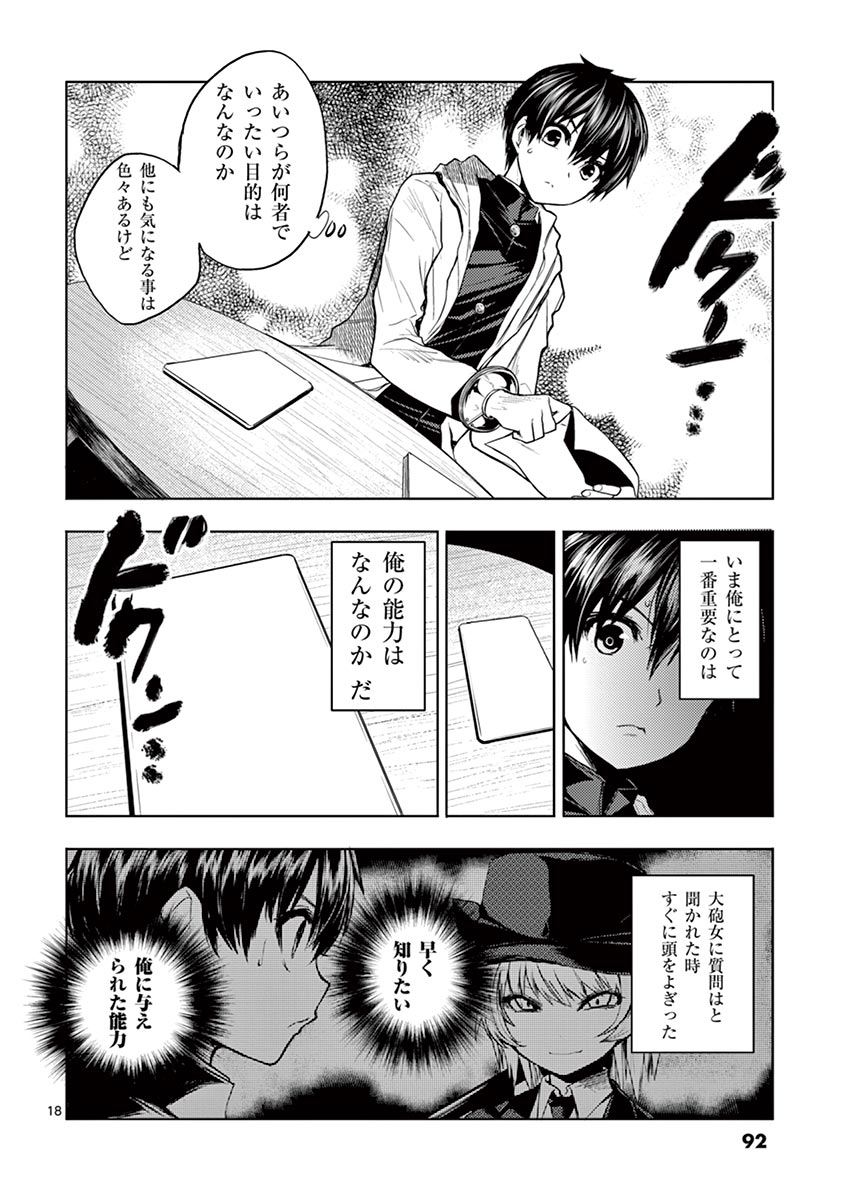 ドクン…
あいつらが何者で
いったい目的は
なんなのか
他にも気になる事は
色々あるけど
いま俺にとって
一番重要なのは
俺の能力は
なんなのか だ
ドクン…
大砲女に質問はと
聞かれた時
すぐに頭をよぎった
早く
知りたい
俺に与え
られた能力
18
92